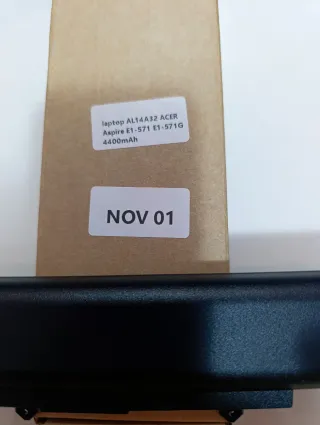 laptop AL14A32 ACER
Aspire E1-571 E1-571G
4400mAh
NOV 01